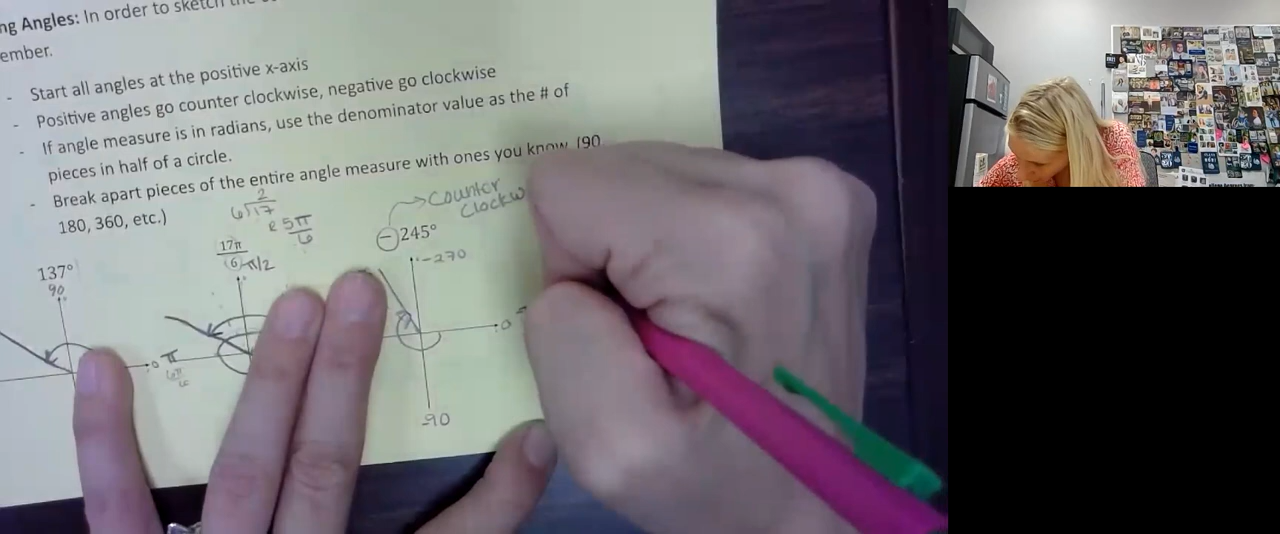 ng Angles: In order to sketch the
ember.
- Start all angles at the positive x-axis
- Positive angles go counter clockwise, negative go clockwise
- If angle measure is in radians, use the denominator value as the # of
pieces in half of a circle.
- Break apart pieces of the entire angle measure with ones you know (90,
180, 360, etc.)
2
6)17
R 5π/6
Counter
Clockw
137°
90
17π/6
π/2
-245°
-270
0
π
6π/6
0
-90